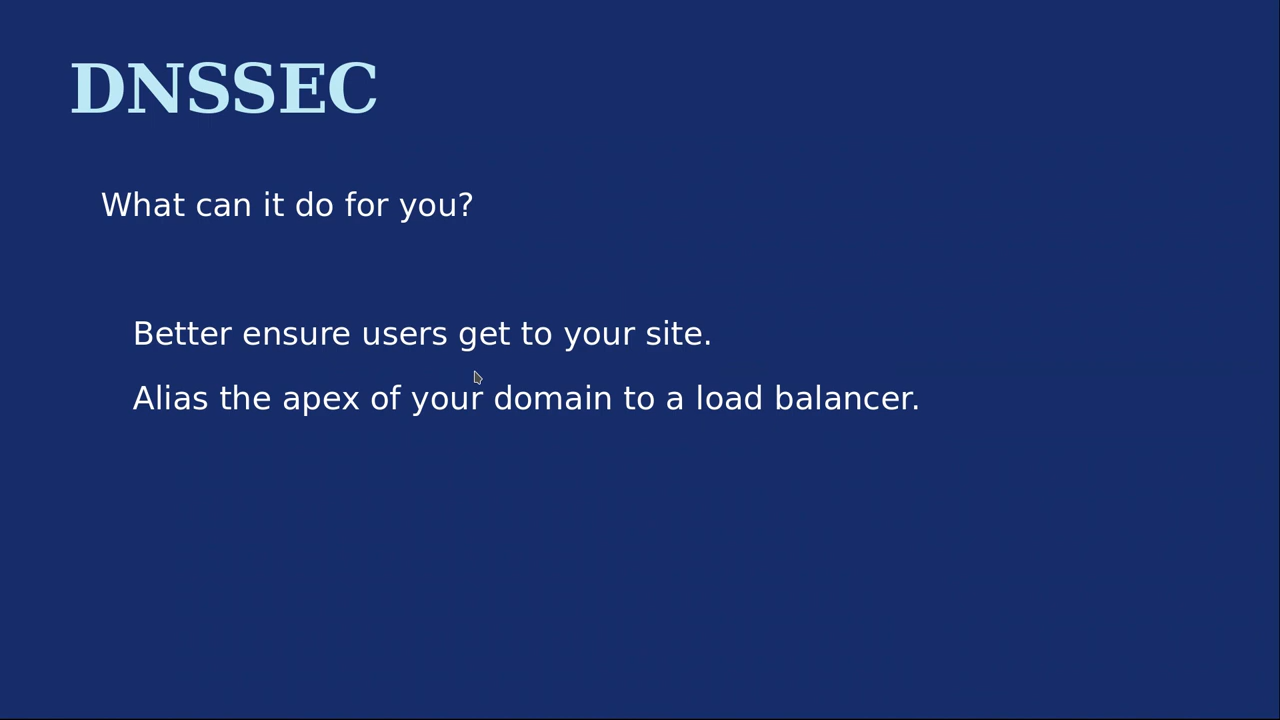 DNSSEC
What can it do for you?
Better ensure users get to your site.
Alias the apex of your domain to a load balancer.